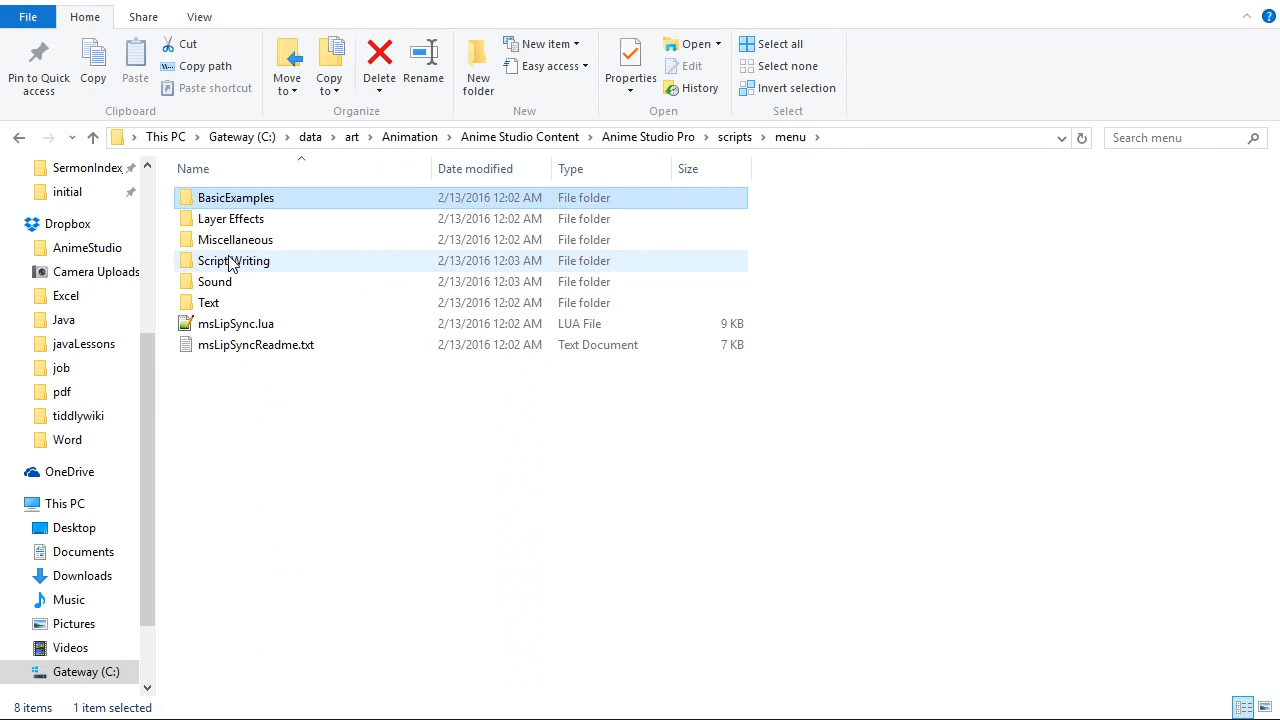 File Home Share View
Pin to Quick access
Copy
Paste
Cut
Copy path
Paste shortcut
Clipboard
Move to
Copy to
Delete
Rename
Organize
New folder
New item
Easy access
New
Properties
Open
Edit
History
Open
Select all
Select none
Invert selection
Select
This PC > Gateway (C:) > data > art > Animation > Anime Studio Content > Anime Studio Pro > scripts > menu >
Search menu
SermonIndex
initial
Dropbox
AnimeStudio
Camera Uploads
Excel
Java
javaLessons
job
pdf
tiddlywiki
Word
OneDrive
This PC
Desktop
Documents
Downloads
Music
Pictures
Videos
Gateway (C:)
Name Date modified Type Size
BasicExamples 2/13/2016 12:02 AM File folder
Layer Effects 2/13/2016 12:02 AM File folder
Miscellaneous 2/13/2016 12:02 AM File folder
Script Writing 2/13/2016 12:03 AM File folder
Sound 2/13/2016 12:03 AM File folder
Text 2/13/2016 12:02 AM File folder
msLipSync.lua 2/13/2016 12:02 AM LUA File 9 KB
msLipSyncReadme.txt 2/13/2016 12:02 AM Text Document 7 KB
8 items 1 item selected